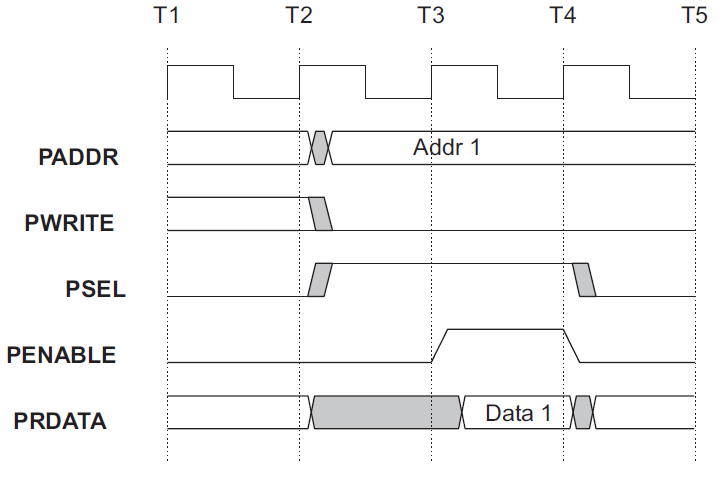 T1 T2 T3 T4 T5
PADDR Addr 1
PWRITE
PSEL
PENABLE
PRDATA Data 1